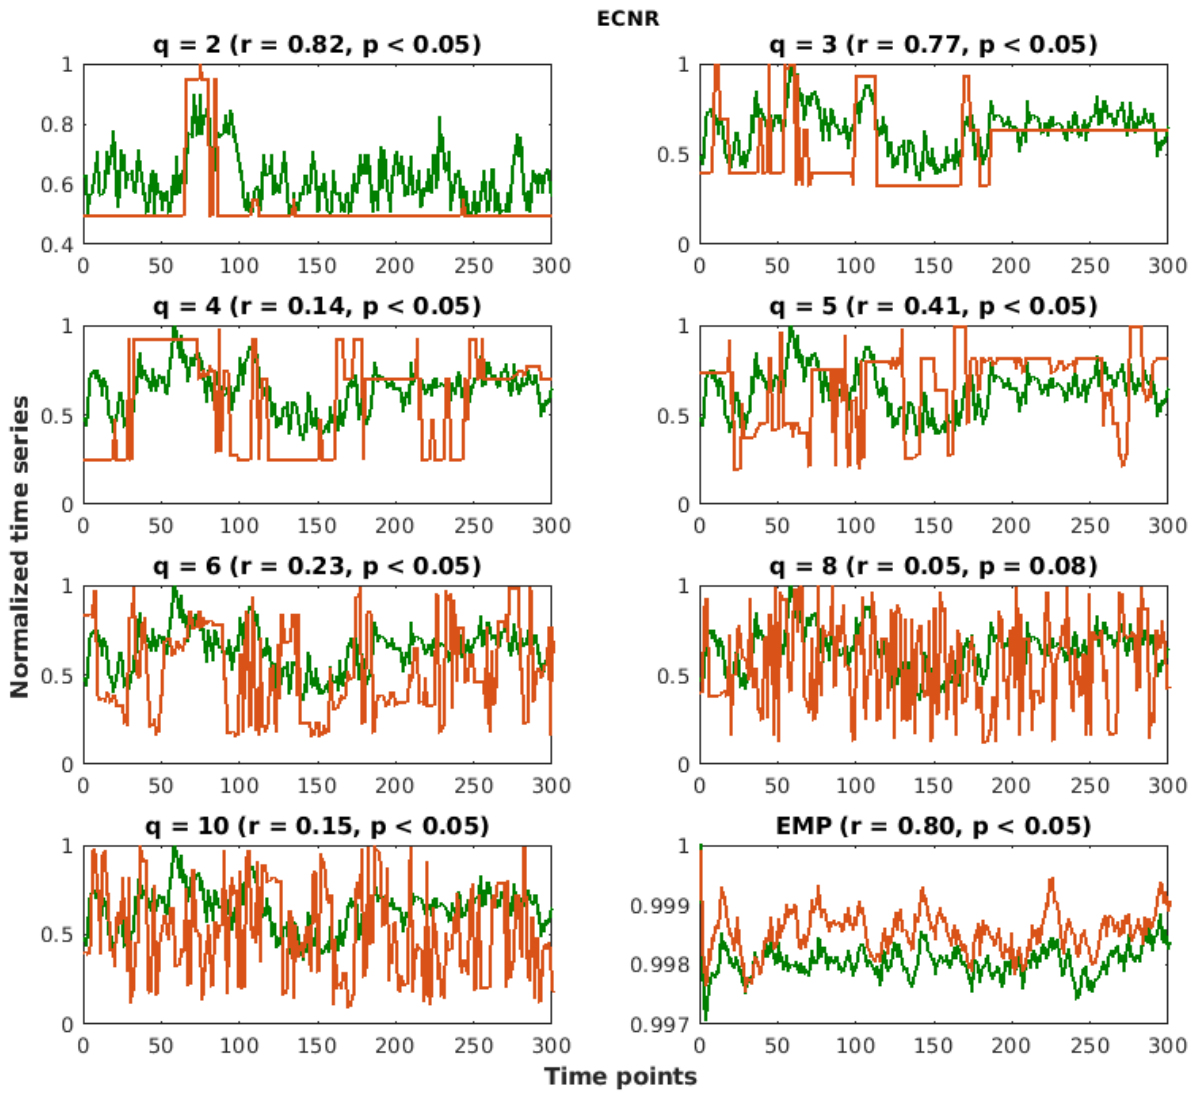 ECNR
q = 2 (r = 0.82, p < 0.05)
q = 3 (r = 0.77, p < 0.05)
1
0.8
0.6
0.4
0 50 100 150 200 250 300
1
0.5
0
0 50 100 150 200 250 300
q = 4 (r = 0.14, p < 0.05)
q = 5 (r = 0.41, p < 0.05)
1
0.5
0
0 50 100 150 200 250 300
1
0.5
0
0 50 100 150 200 250 300
Normalized time series
q = 6 (r = 0.23, p < 0.05)
q = 8 (r = 0.05, p = 0.08)
1
0.5
0
0 50 100 150 200 250 300
1
0.5
0
0 50 100 150 200 250 300
q = 10 (r = 0.15, p < 0.05)
EMP (r = 0.80, p < 0.05)
1
0.5
0
0 50 100 150 200 250 300
1
0.999
0.998
0.997
0 50 100 150 200 250 300
Time points